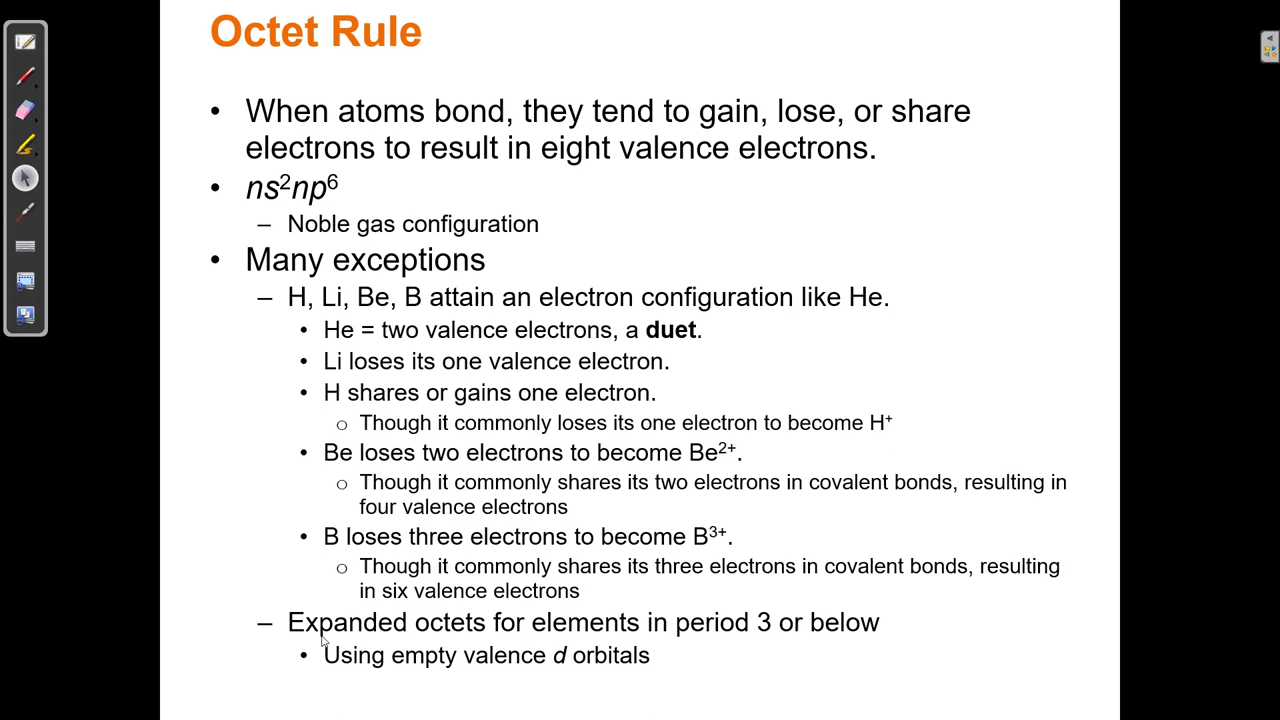 Octet Rule
• When atoms bond, they tend to gain, lose, or share
electrons to result in eight valence electrons.
• ns²np⁶
– Noble gas configuration
• Many exceptions
– H, Li, Be, B attain an electron configuration like He.
• He = two valence electrons, a duet.
• Li loses its one valence electron.
• H shares or gains one electron.
○ Though it commonly loses its one electron to become H⁺
• Be loses two electrons to become Be²⁺.
○ Though it commonly shares its two electrons in covalent bonds, resulting in
four valence electrons
• B loses three electrons to become B³⁺.
○ Though it commonly shares its three electrons in covalent bonds, resulting
in six valence electrons
– Expanded octets for elements in period 3 or below
• Using empty valence d orbitals